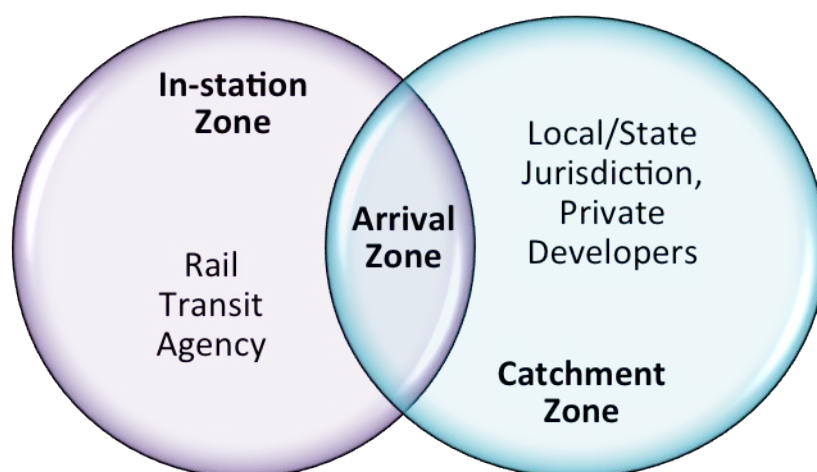 In-station
Zone
Rail
Transit
Agency
Arrival
Zone
Local/State
Jurisdiction,
Private
Developers
Catchment
Zone